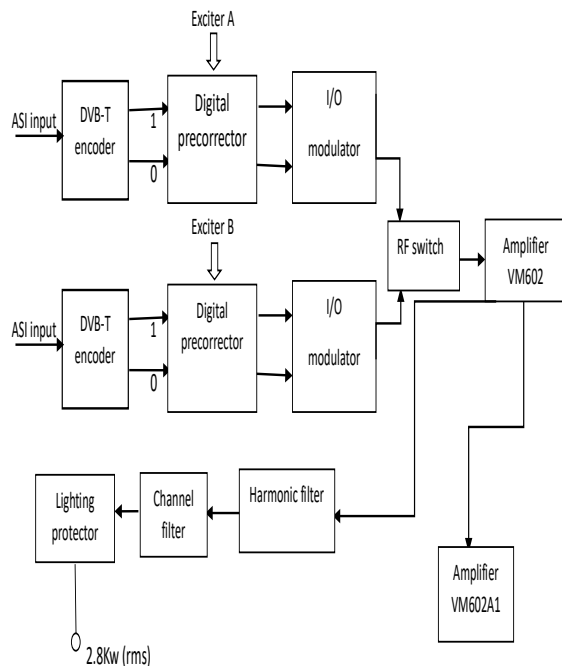 Exciter A
ASI input
DVB-T
encoder
1
0
Digital
precorrector
I/O
modulator
RF switch
Amplifier
VM602
Exciter B
ASI input
DVB-T
encoder
1
0
Digital
precorrector
I/O
modulator
Lighting
protector
Channel
filter
Harmonic filter
Amplifier
VM602A1
2.8Kw (rms)